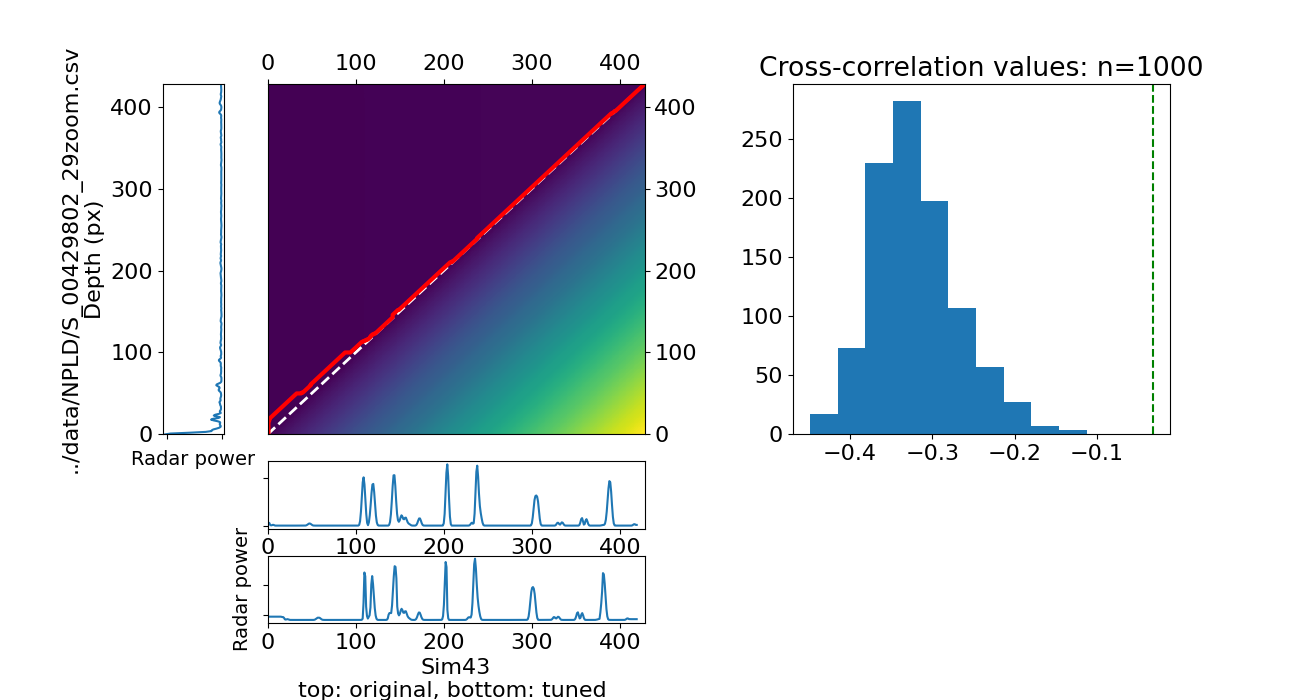 ../data/NPLD/S_00429802_29zoom.csv
Depth (px)
400
300
200
100
0
Radar power
0 100 200 300 400
400
300
200
100
0
0 100 200 300 400
Radar power
0 100 200 300 400
Sim43
top: original, bottom: tuned
Cross-correlation values: n=1000
250
200
150
100
50
0
−0.4 −0.3 −0.2 −0.1